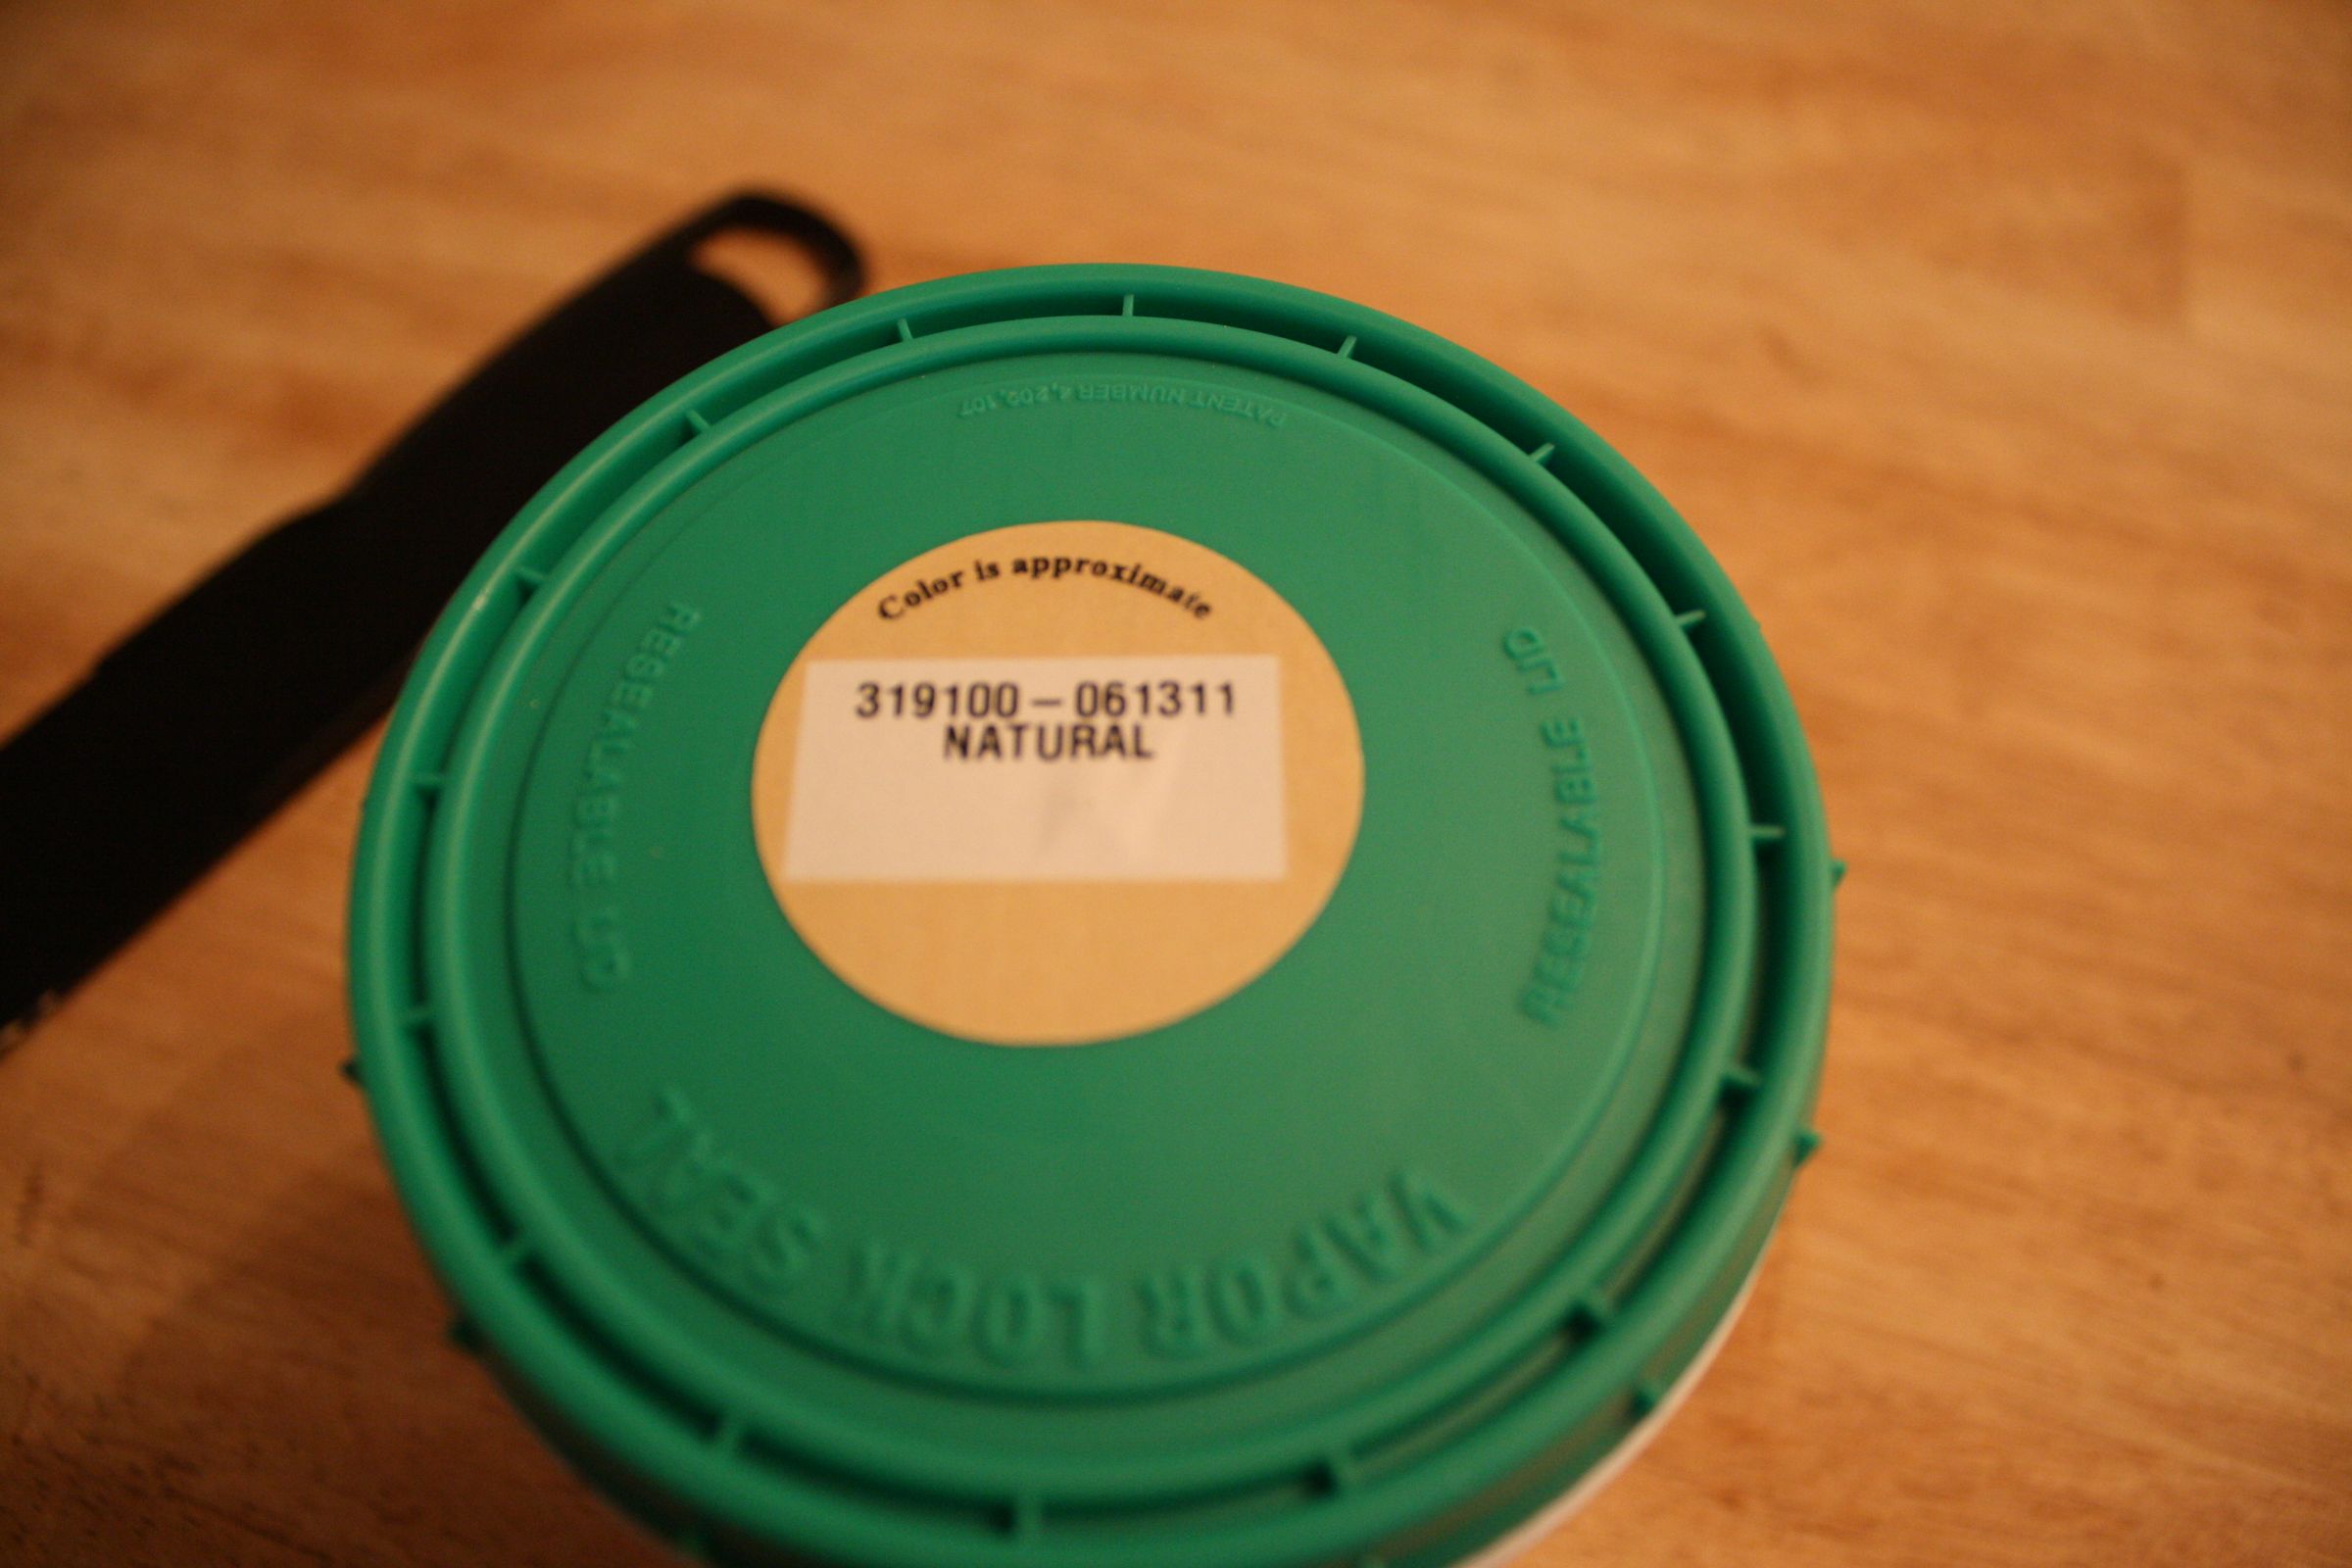 PATENT NUMBER 4,202,107
Color is approximate
319100 – 061311
NATURAL
RESEALABLE LID
RESEALABLE LID
VAPOR LOCK SEAL